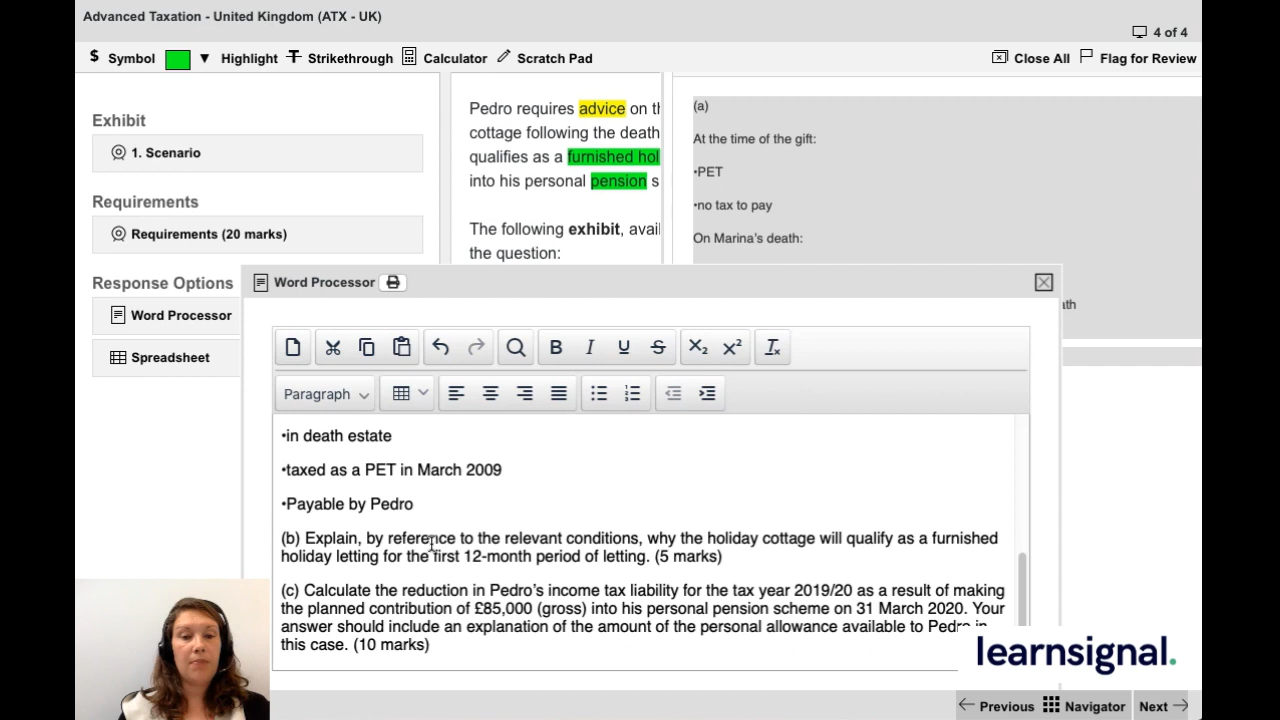 Advanced Taxation - United Kingdom (ATX - UK)
4 of 4
$ Symbol Highlight Strikethrough Calculator Scratch Pad Close All Flag for Review
Exhibit
1. Scenario
Requirements
Requirements (20 marks)
Response Options
Word Processor
Spreadsheet
Pedro requires advice on
cottage following the death
qualifies as a furnished hol
into his personal pension s
The following exhibit, avail
the question:
(a)
At the time of the gift:
•PET
•no tax to pay
On Marina's death:
ath
Word Processor
B I U S X₂ X² Tx
Paragraph
•in death estate
•taxed as a PET in March 2009
•Payable by Pedro
(b) Explain, by reference to the relevant conditions, why the holiday cottage will qualify as a furnished
holiday letting for the first 12-month period of letting. (5 marks)
(c) Calculate the reduction in Pedro's income tax liability for the tax year 2019/20 as a result of making
the planned contribution of £85,000 (gross) into his personal pension scheme on 31 March 2020. Your
answer should include an explanation of the amount of the personal allowance available to Pedro in
this case. (10 marks)
learnsignal.
Previous Navigator Next